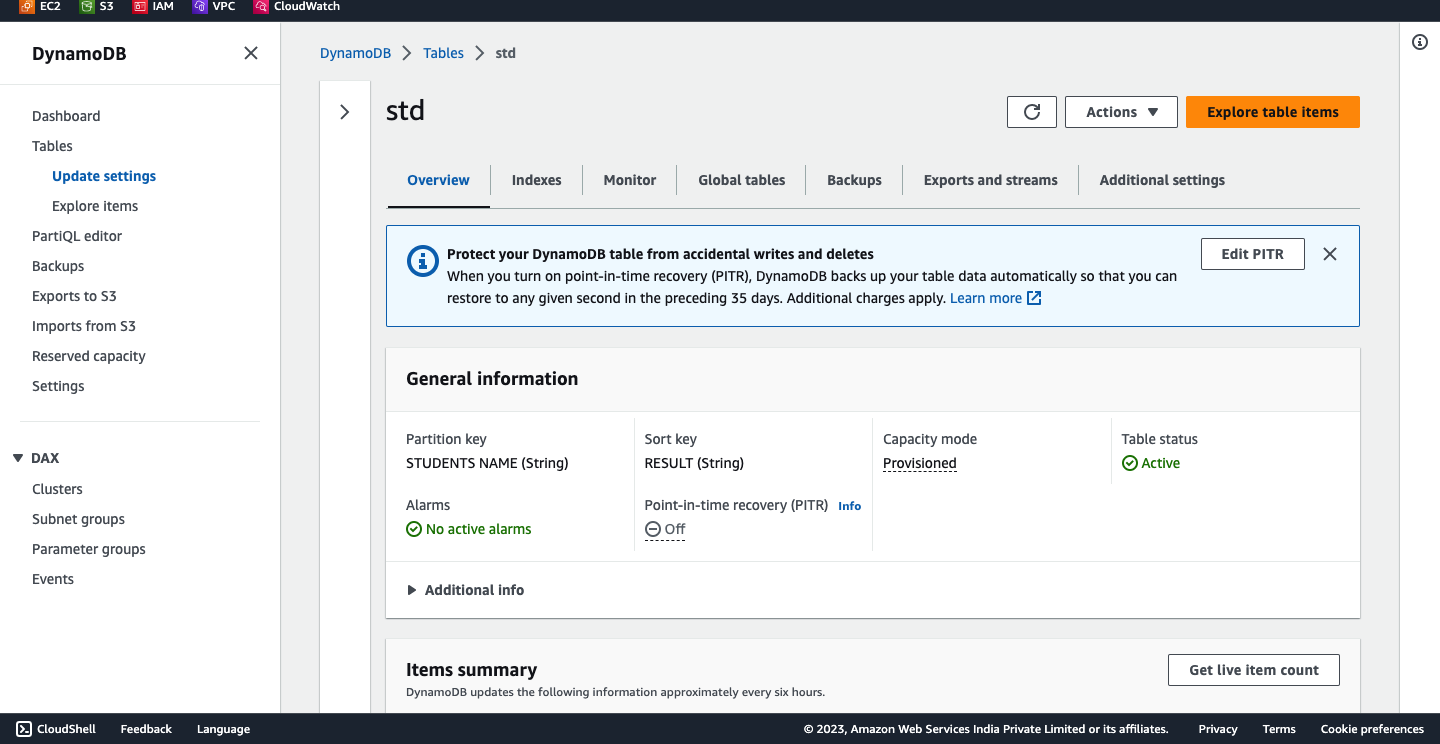 EC2 S3 IAM VPC CloudWatch
DynamoDB
Dashboard
Tables
Update settings
Explore items
PartiQL editor
Backups
Exports to S3
Imports from S3
Reserved capacity
Settings
DAX
Clusters
Subnet groups
Parameter groups
Events
DynamoDB Tables std
std
Actions Explore table items
Overview Indexes Monitor Global tables Backups Exports and streams Additional settings
Protect your DynamoDB table from accidental writes and deletes
When you turn on point-in-time recovery (PITR), DynamoDB backs up your table data automatically so that you can
restore to any given second in the preceding 35 days. Additional charges apply. Learn more
Edit PITR
General information
Partition key
STUDENTS NAME (String)
Sort key
RESULT (String)
Capacity mode
Provisioned
Table status
Active
Alarms
No active alarms
Point-in-time recovery (PITR) Info
Off
Additional info
Items summary
DynamoDB updates the following information approximately every six hours.
Get live item count
CloudShell Feedback Language © 2023, Amazon Web Services India Private Limited or its affiliates. Privacy Terms Cookie preferences